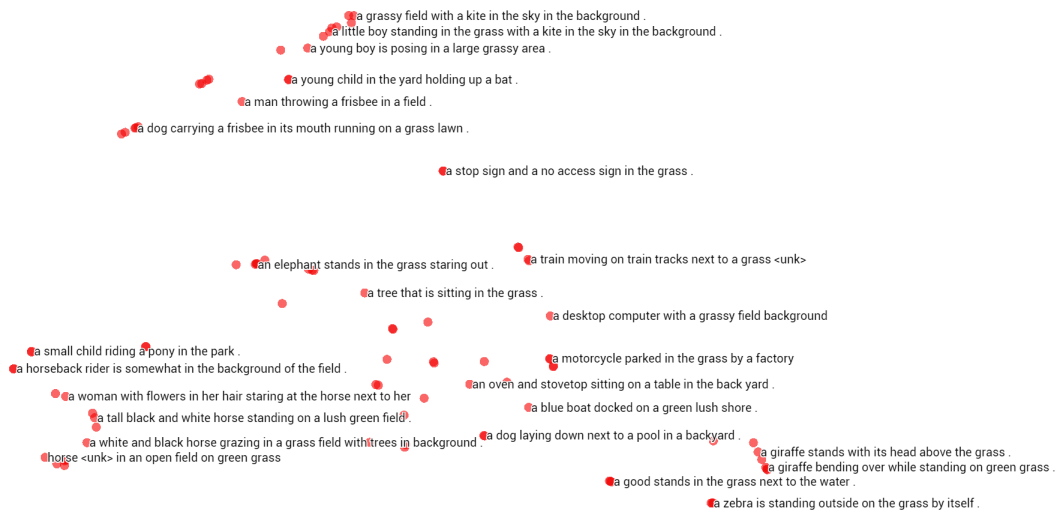 a grassy field with a kite in the sky in the background .
a little boy standing in the grass with a kite in the sky in the background .
a young boy is posing in a large grassy area .
a young child in the yard holding up a bat .
a man throwing a frisbee in a field .
a dog carrying a frisbee in its mouth running on a grass lawn .
a stop sign and a no access sign in the grass .
a train moving on train tracks next to a grass <unk>
an elephant stands in the grass staring out .
a tree that is sitting in the grass .
a desktop computer with a grassy field background
a small child riding a pony in the park .
a motorcycle parked in the grass by a factory
a horseback rider is somewhat in the background of the field .
an oven and stovetop sitting on a table in the back yard .
a woman with flowers in her hair staring at the horse next to her
a blue boat docked on a green lush shore .
a tall black and white horse standing on a lush green field .
a dog laying down next to a pool in a backyard .
a white and black horse grazing in a grass field with trees in background .
a giraffe stands with its head above the grass .
horse <unk> in an open field on green grass
a giraffe bending over while standing on green grass .
a good stands in the grass next to the water .
a zebra is standing outside on the grass by itself .